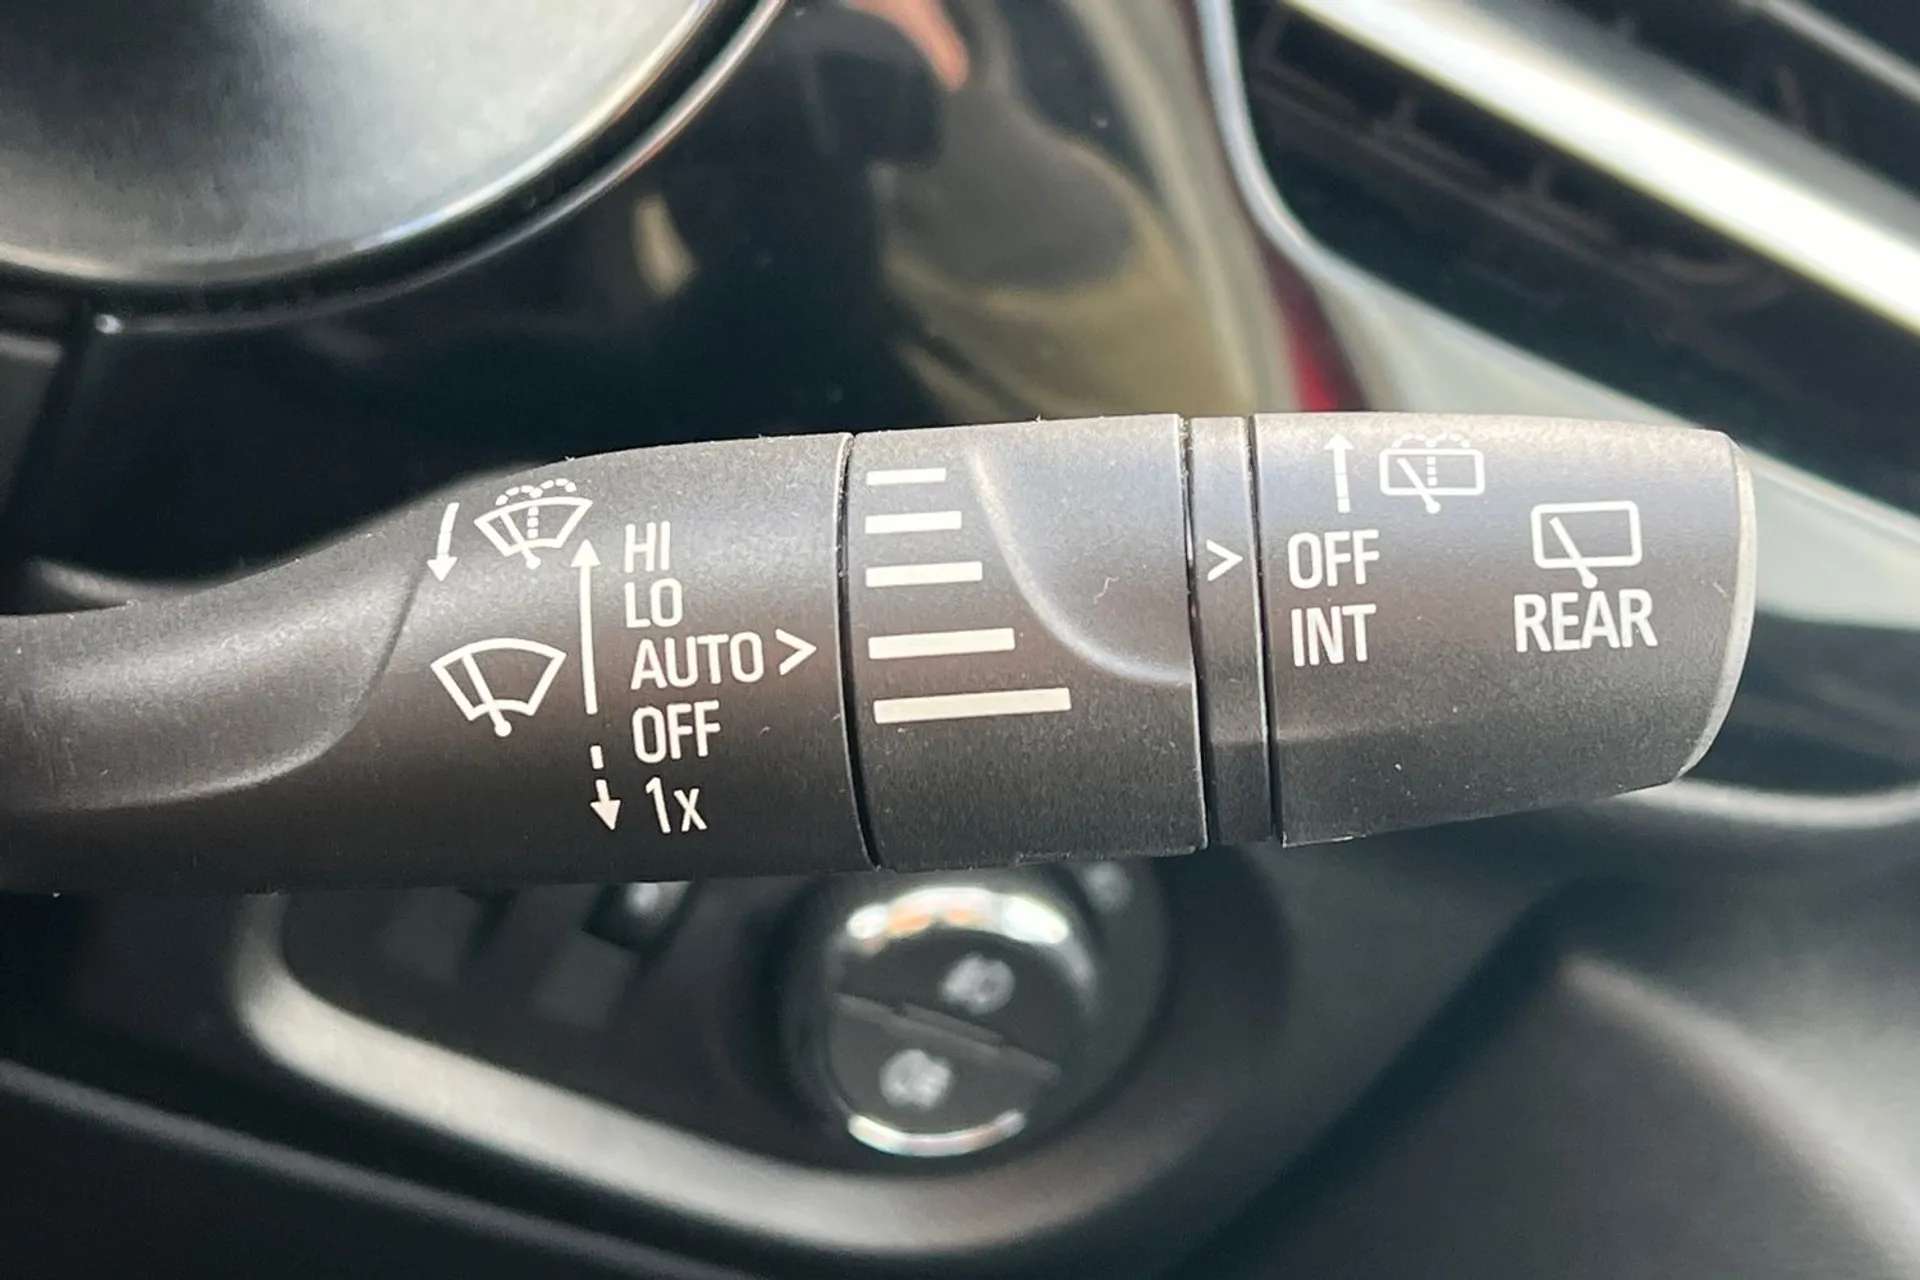 HI
LO
AUTO >
OFF
1x
> OFF
INT
REAR